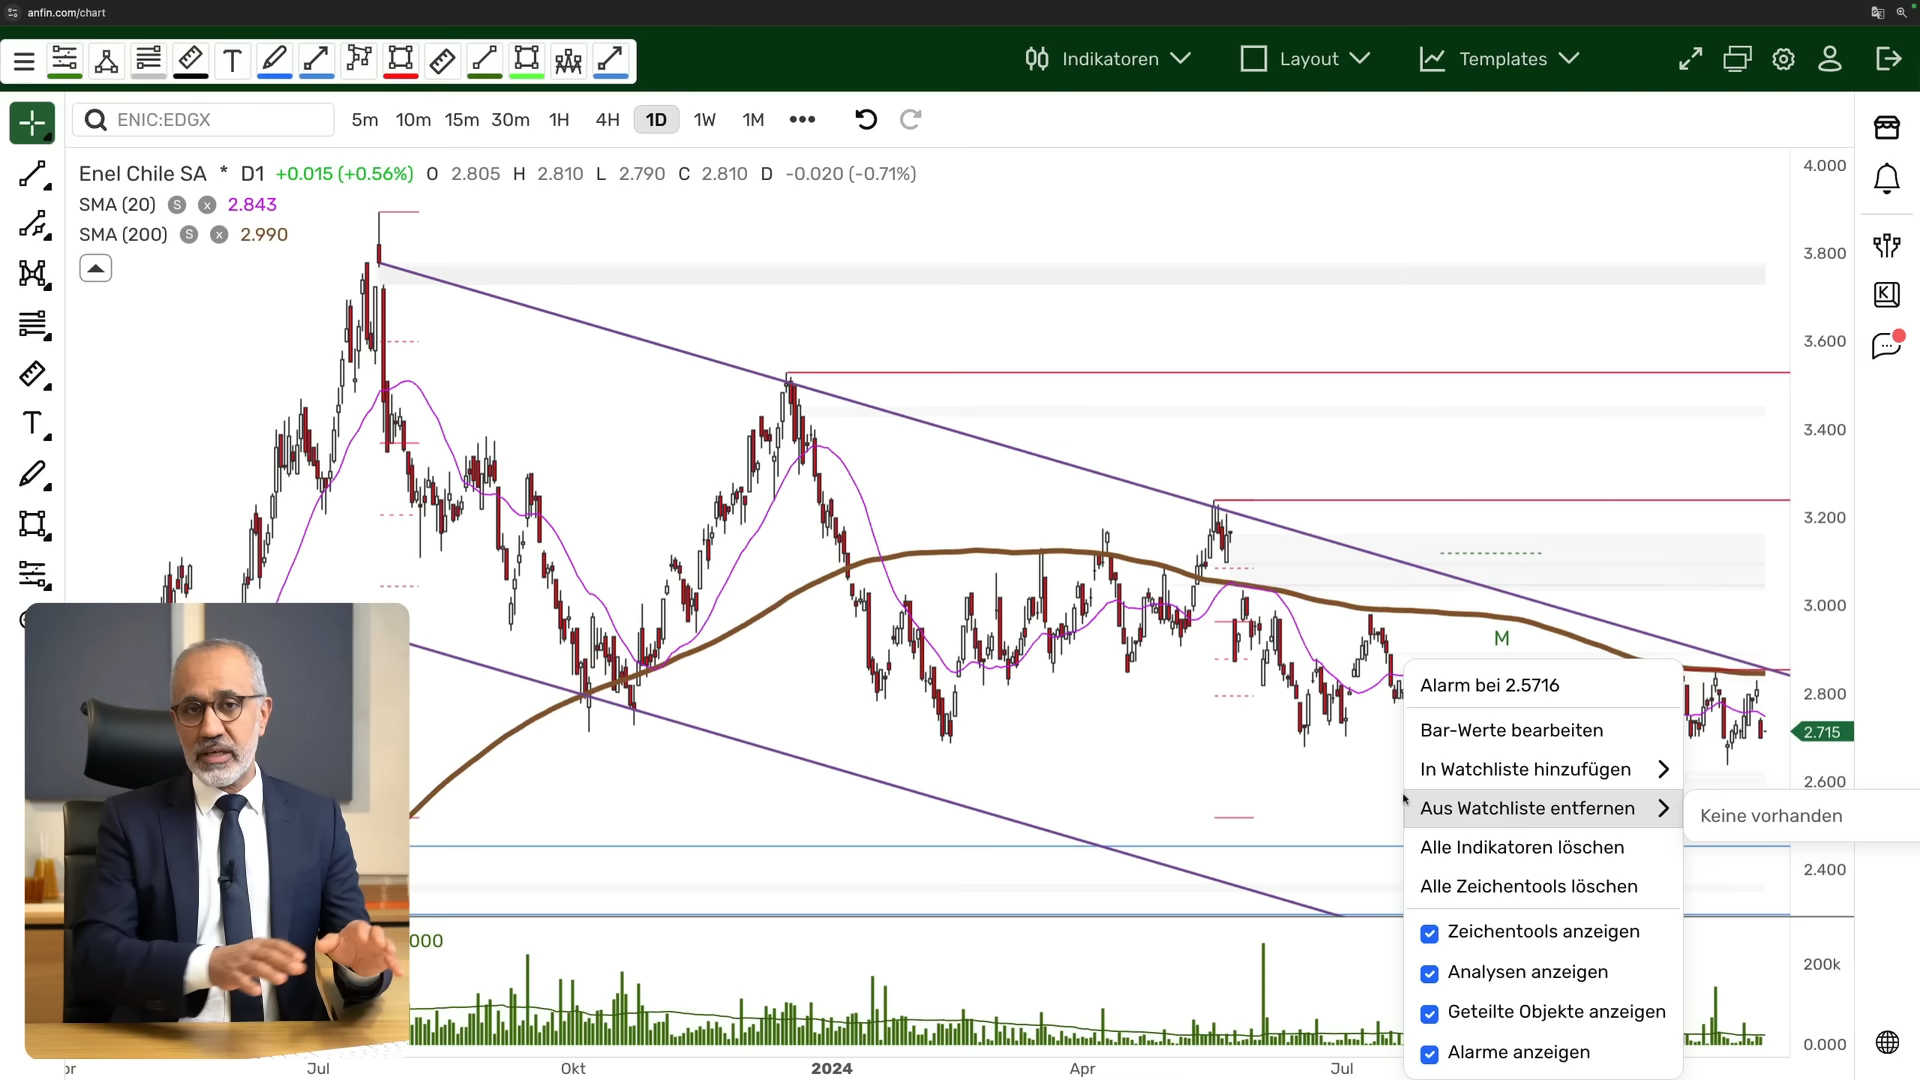 anfin.com/chart
T
Indikatoren
Layout
Templates
ENIC:EDGX
5m 10m 15m 30m 1H 4H 1D 1W 1M •••
Enel Chile SA * D1 +0.015 (+0.56%) O 2.805 H 2.810 L 2.790 C 2.810 D -0.020 (-0.71%)
SMA (20) S x 2.843
SMA (200) S x 2.990
4.000
3.800
3.600
3.400
3.200
3.000
2.800
2.715
2.600
2.400
200k
0.000
K
T
M
Alarm bei 2.5716
Bar-Werte bearbeiten
In Watchliste hinzufügen
Aus Watchliste entfernen
Keine vorhanden
Alle Indikatoren löschen
Alle Zeichentools löschen
Zeichentools anzeigen
Analysen anzeigen
Geteilte Objekte anzeigen
Alarme anzeigen
000
Jul Okt 2024 Apr Jul